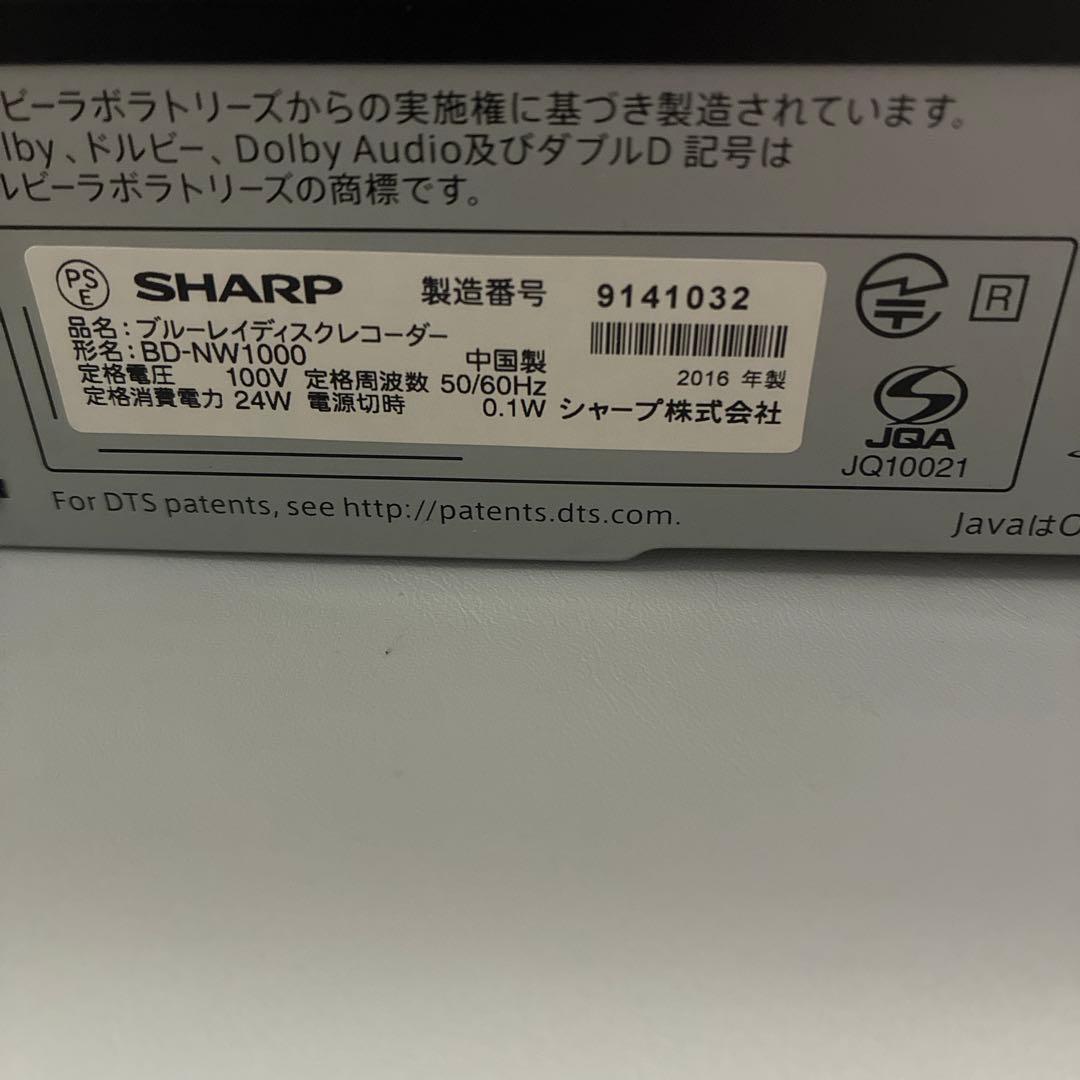 ビーラボラトリーズからの実施権に基づき製造されています。
lby、ドルビー、Dolby Audio及びダブルD 記号は
ルビーラボラトリーズの商標です。
PS
E
SHARP 製造番号 9141032
品名:ブルーレイディスクレコーダー
形名:BD-NW1000 中国製
定格電圧 100V 定格周波数 50/60Hz 2016 年製
定格消費電力 24W 電源切時 0.1W シャープ株式会社
R
JQA
JQ10021
For DTS patents, see http://patents.dts.com.
Javaは